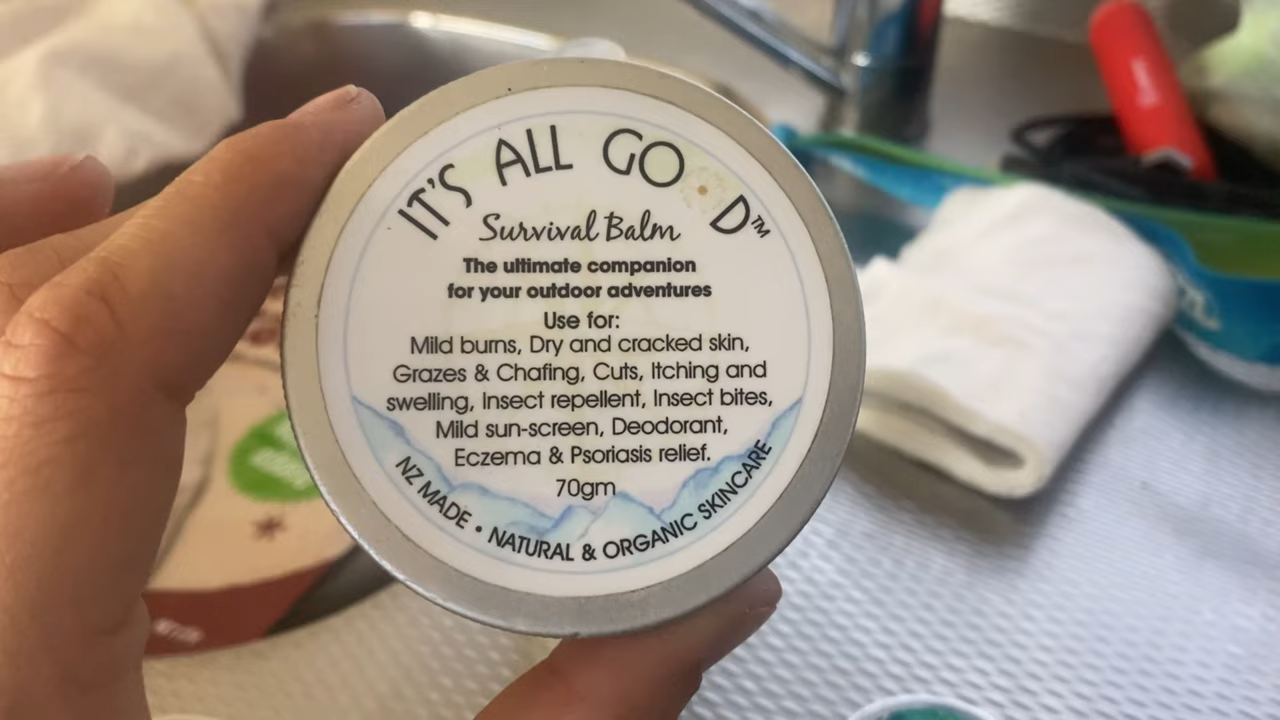 IT'S ALL GO D™
Survival Balm
The ultimate companion
for your outdoor adventures
Use for:
Mild burns, Dry and cracked skin,
Grazes & Chafing, Cuts, Itching and
swelling, Insect repellent, Insect bites,
Mild sun-screen, Deodorant,
Eczema & Psoriasis relief.
70gm
NZ MADE • NATURAL & ORGANIC SKINCARE